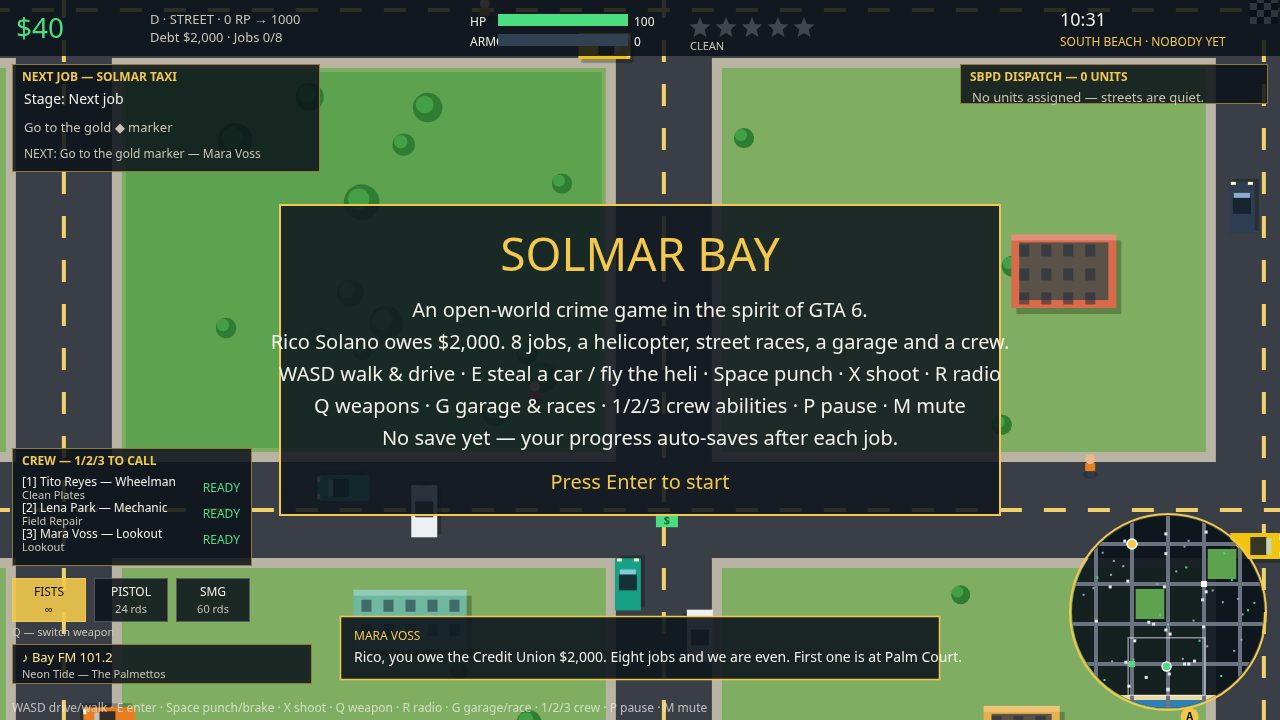 $40
D · STREET · 0 RP → 1000
Debt $2,000 · Jobs 0/8
HP 100
ARM 0
CLEAN
10:31
SOUTH BEACH · NOBODY YET
NEXT JOB — SOLMAR TAXI
Stage: Next job
Go to the gold ◆ marker
NEXT: Go to the gold marker — Mara Voss
SBPD DISPATCH — 0 UNITS
No units assigned — streets are quiet.
SOLMAR BAY
An open-world crime game in the spirit of GTA 6.
Rico Solano owes $2,000. 8 jobs, a helicopter, street races, a garage and a crew.
WASD walk & drive · E steal a car / fly the heli · Space punch · X shoot · R radio
Q weapons · G garage & races · 1/2/3 crew abilities · P pause · M mute
No save yet — your progress auto-saves after each job.
Press Enter to start
CREW — 1/2/3 TO CALL
[1] Tito Reyes — Wheelman READY
Clean Plates
[2] Lena Park — Mechanic READY
Field Repair
[3] Mara Voss — Lookout READY
Lookout
S
FISTS PISTOL SMG
∞ 24 rds 60 rds
Q — switch weapon
♪ Bay FM 101.2
Neon Tide — The Palmettos
MARA VOSS
Rico, you owe the Credit Union $2,000. Eight jobs and we are even. First one is at Palm Court.
WASD drive/walk · E enter · Space punch/brake · X shoot · Q weapon · R radio · G garage/race · 1/2/3 crew · P pause · M mute
A